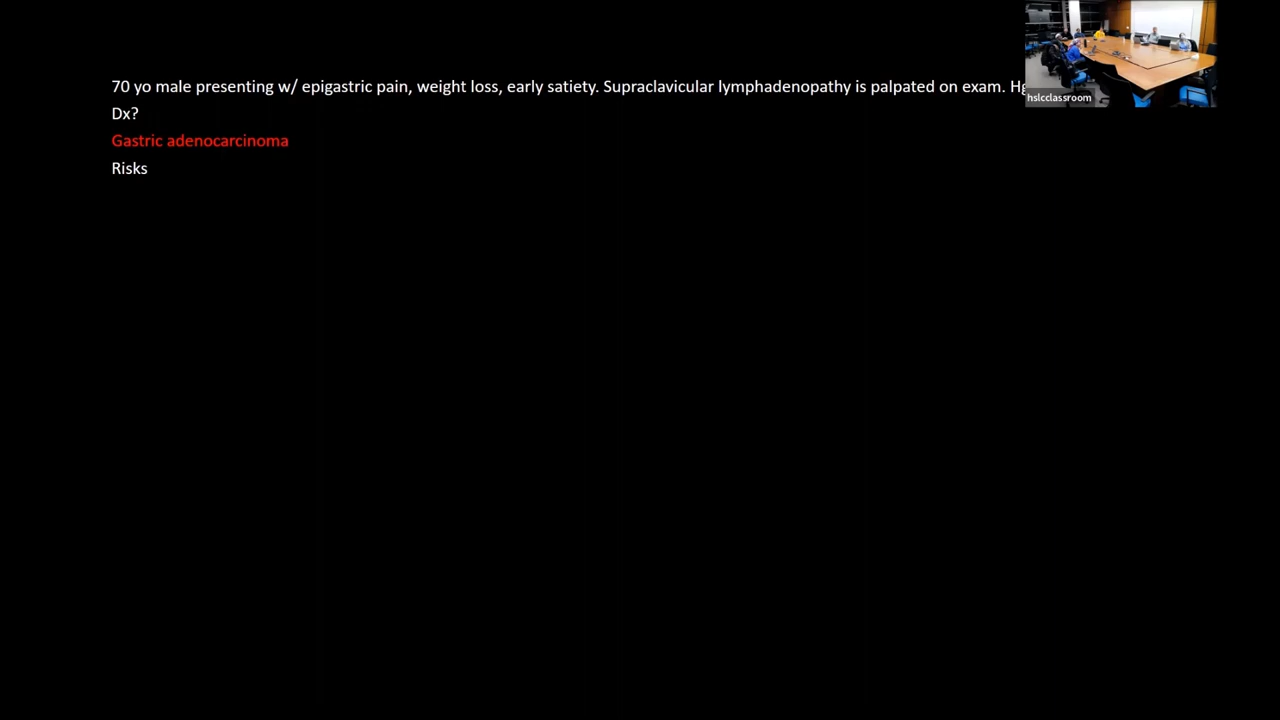 70 yo male presenting w/ epigastric pain, weight loss, early satiety. Supraclavicular lymphadenopathy is palpated on exam.
Dx?
Gastric adenocarcinoma
Risks
hslcclassroom